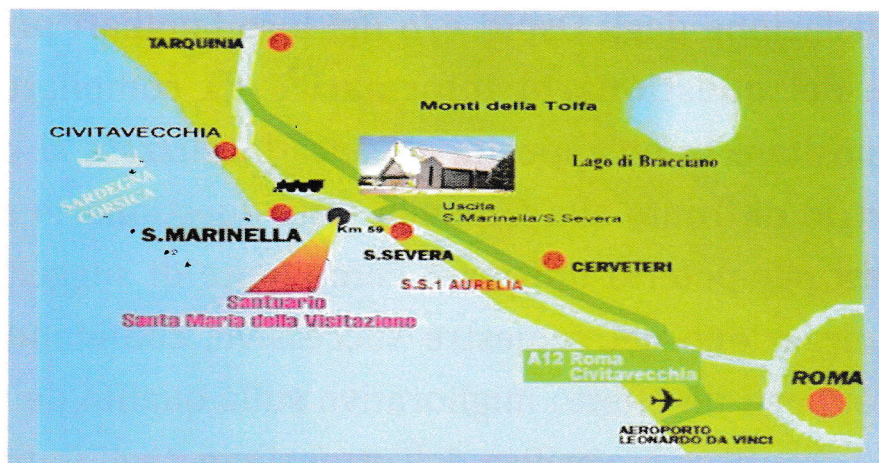 TARQUINIA
Monti della Tolfa
CIVITAVECCHIA
Lago di Bracciano
SARDEGNA
CORSICA
Uscita
S.Marinella/S.Severa
S.MARINELLA
Km 59
S.SEVERA
CERVETERI
S.S.1 AURELIA
Santuario
Santa Maria della Visitazione
A12 Roma
Civitavecchia
ROMA
AEROPORTO
LEONARDO DA VINCI